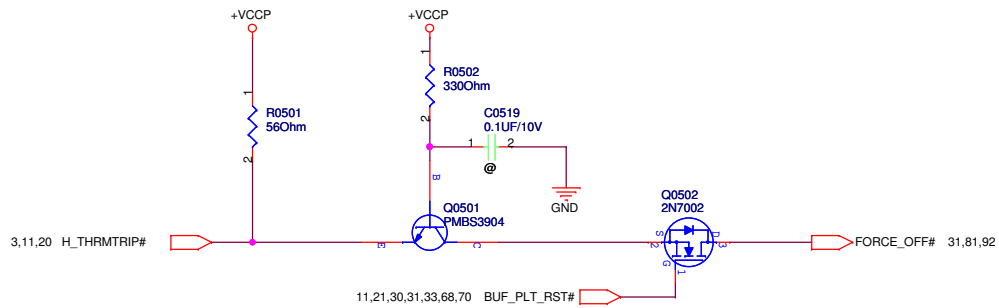 +VCCP
+VCCP
1
R0502
330Ohm
2
1
R0501
56Ohm
2
C0519
0.1UF/10V
1
2
@
GND
B
Q0501
PMBS3904
E
C
Q0502
2N7002
S
2
D
3
G
1
3,11,20 H_THRMTRIP#
FORCE_OFF# 31,81,92
11,21,30,31,33,68,70 BUF_PLT_RST#